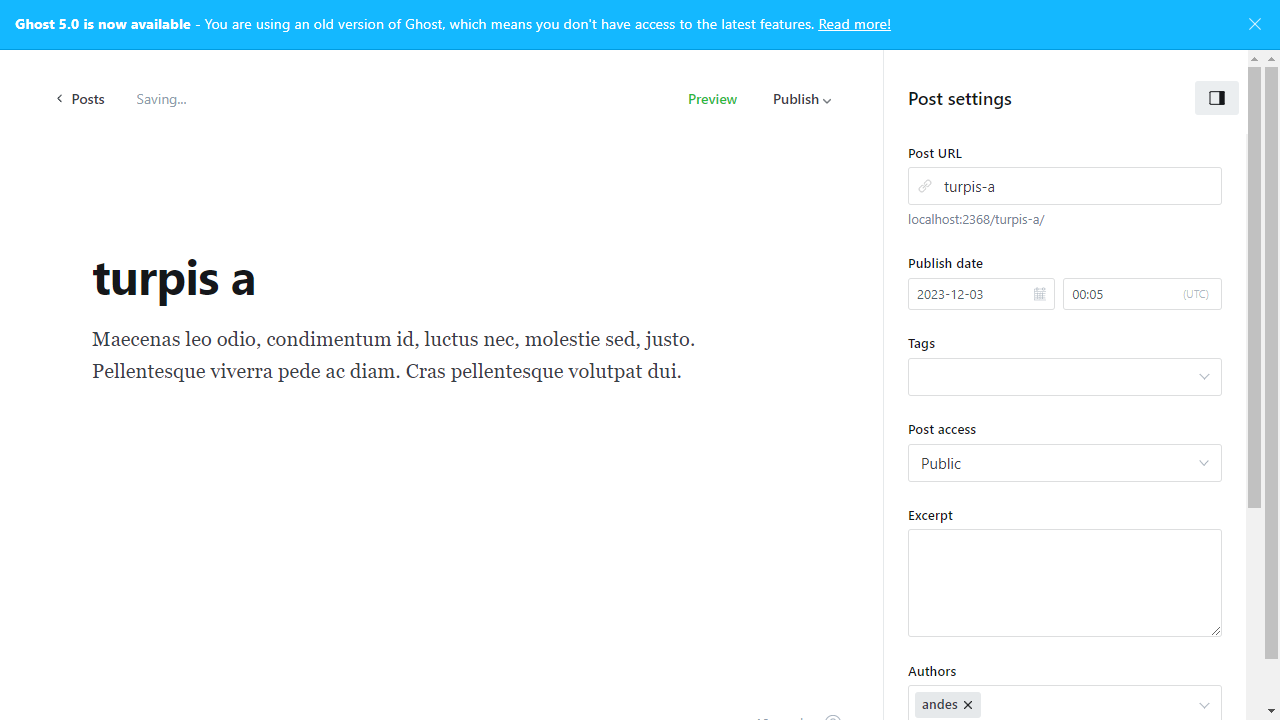 Ghost 5.0 is now available - You are using an old version of Ghost, which means you don't have access to the latest features. Read more!
Posts
Saving...
Preview
Publish
Post settings
Post URL
turpis-a
localhost:2368/turpis-a/
Publish date
2023-12-03
00:05
(UTC)
turpis a
Maecenas leo odio, condimentum id, luctus nec, molestie sed, justo.
Pellentesque viverra pede ac diam. Cras pellentesque volutpat dui.
Tags
Post access
Public
Excerpt
Authors
andes